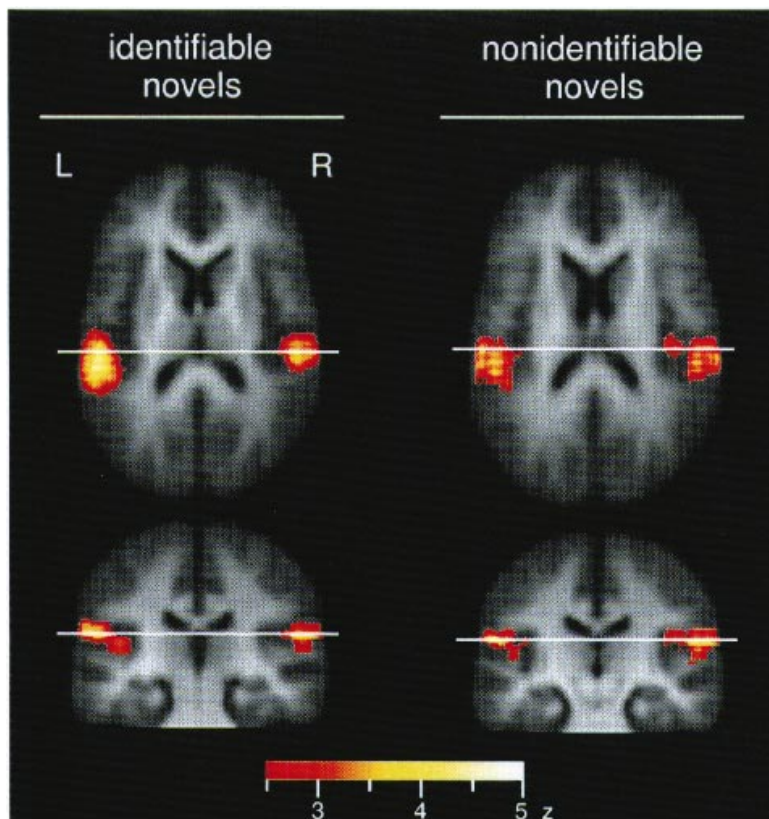 identifiable
novels
nonidentifiable
novels
L R
3 4 5 z